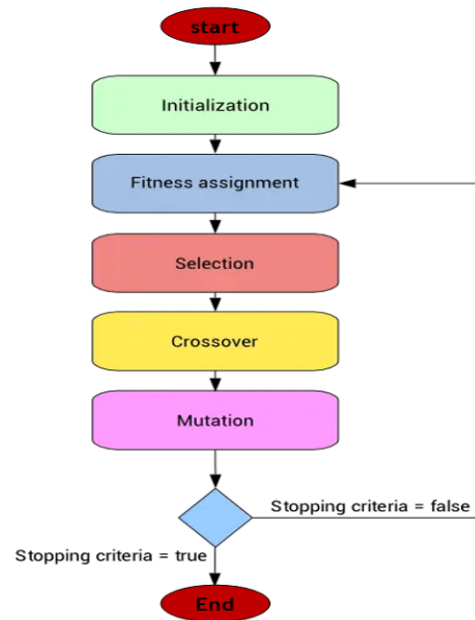 start
Initialization
Fitness assignment
Selection
Crossover
Mutation
Stopping criteria = false
Stopping criteria = true
End